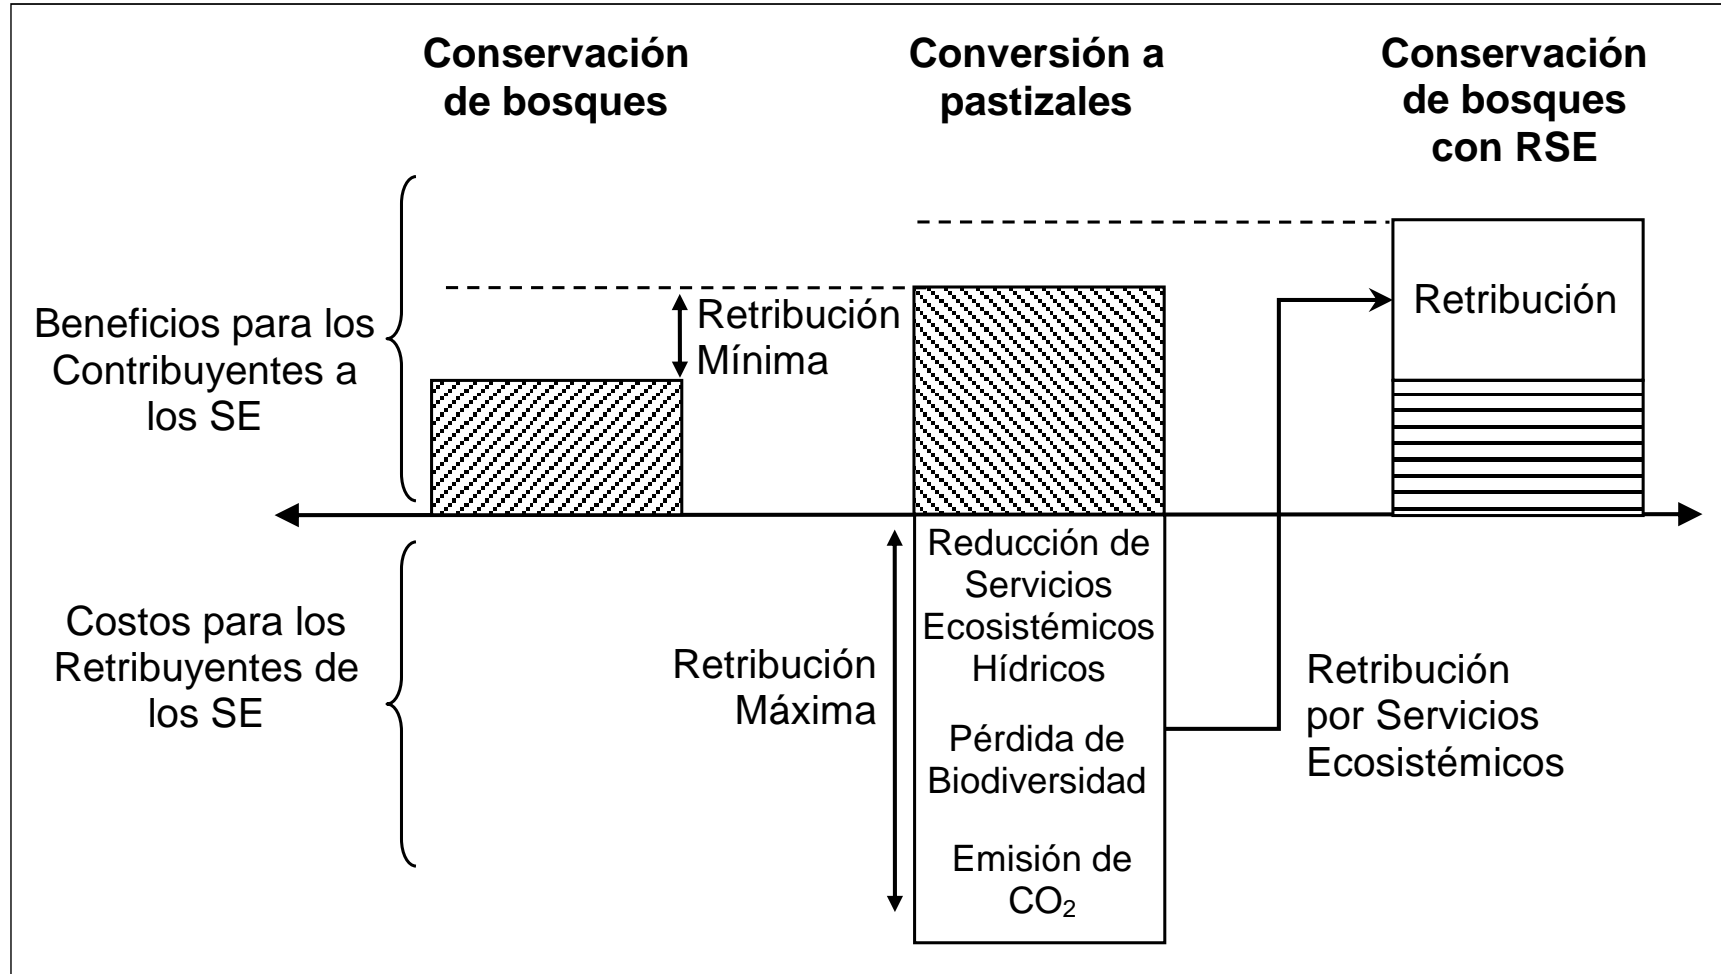 Conservación
de bosques
Conversión a
pastizales
Conservación
de bosques
con RSE
Beneficios para los
Contribuyentes a
los SE
Retribución
Mínima
Retribución
Costos para los
Retribuyentes de
los SE
Retribución
Máxima
Reducción de
Servicios
Ecosistémicos
Hídricos
Pérdida de
Biodiversidad
Emisión de
CO₂
Retribución
por Servicios
Ecosistémicos